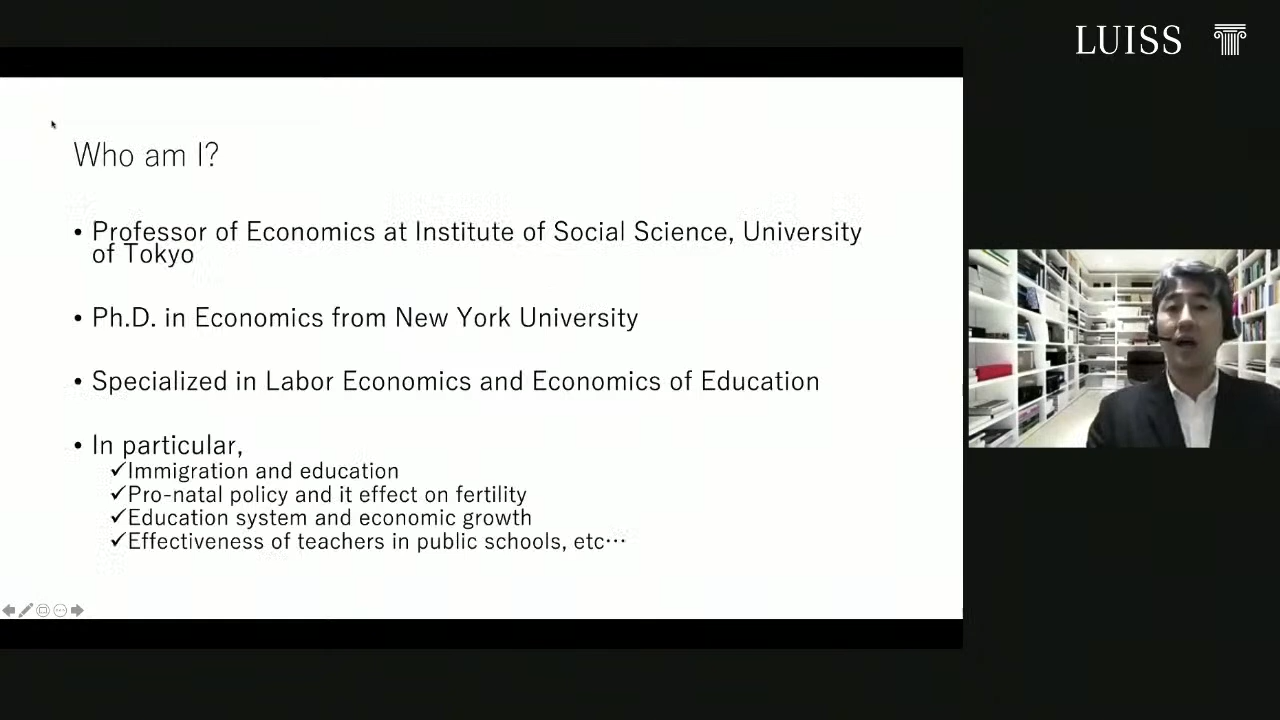 LUISS
Who am I?
• Professor of Economics at Institute of Social Science, University
of Tokyo
• Ph.D. in Economics from New York University
• Specialized in Labor Economics and Economics of Education
• In particular,
✓Immigration and education
✓Pro-natal policy and it effect on fertility
✓Education system and economic growth
✓Effectiveness of teachers in public schools, etc⋯